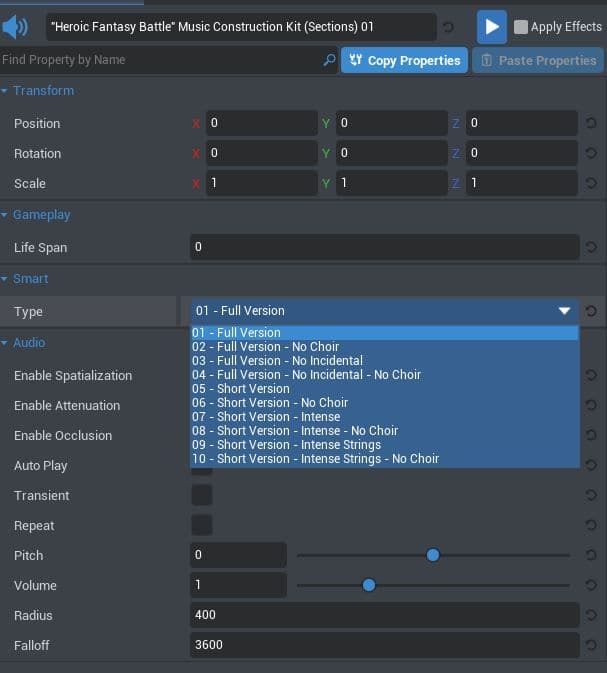 "Heroic Fantasy Battle" Music Construction Kit (Sections) 01
Apply Effects
Find Property by Name
Copy Properties
Paste Properties
Transform
Position X 0 Y 0 Z 0
Rotation X 0 Y 0 Z 0
Scale X 1 Y 1 Z 1
Gameplay
Life Span 0
Smart
Type 01 - Full Version
01 - Full Version
02 - Full Version - No Choir
03 - Full Version - No Incidental
04 - Full Version - No Incidental - No Choir
05 - Short Version
06 - Short Version - No Choir
07 - Short Version - Intense
08 - Short Version - Intense - No Choir
09 - Short Version - Intense Strings
10 - Short Version - Intense Strings - No Choir
Audio
Enable Spatialization
Enable Attenuation
Enable Occlusion
Auto Play
Transient
Repeat
Pitch 0
Volume 1
Radius 400
Falloff 3600